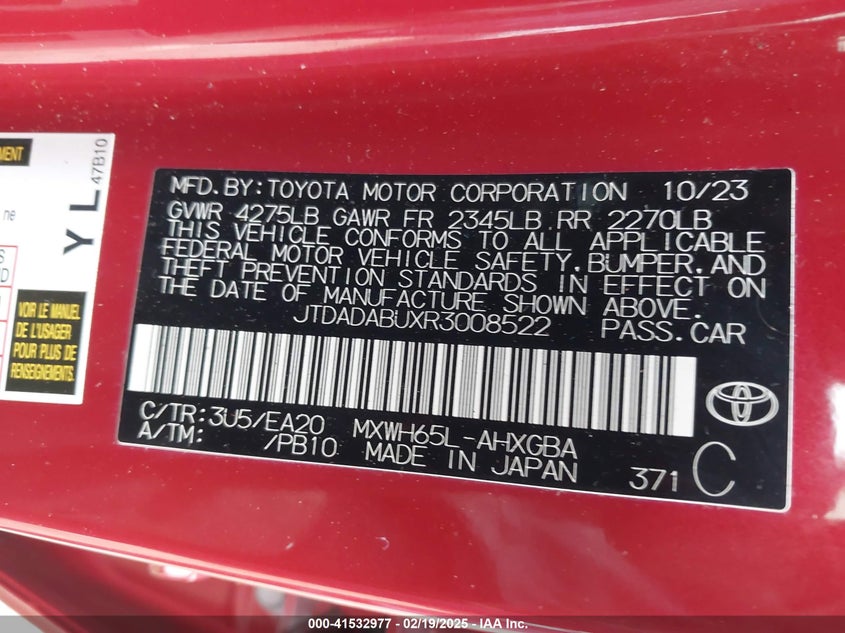 MENT
ne
S
ND
YL
47B10
VOIR LE MANUEL
DE L'USAGER
POUR PLUS DE
RENSEIGNEMENTS.
MFD.BY:TOYOTA MOTOR CORPORATION 10/23
GVWR 4275LB GAWR FR 2345LB RR 2270LB
THIS VEHICLE CONFORMS TO ALL APPLICABLE
FEDERAL MOTOR VEHICLE SAFETY,BUMPER,AND
THEFT PREVENTION STANDARDS IN EFFECT ON
THE DATE OF MANUFACTURE SHOWN ABOVE.
JTDADABUXR3008522 PASS.CAR
C/TR:3U5/EA20 MXWH65L-AHXGBA
A/TM: /PB10 MADE IN JAPAN 371 C
000-41532977 - 02/19/2025 - IAA Inc.